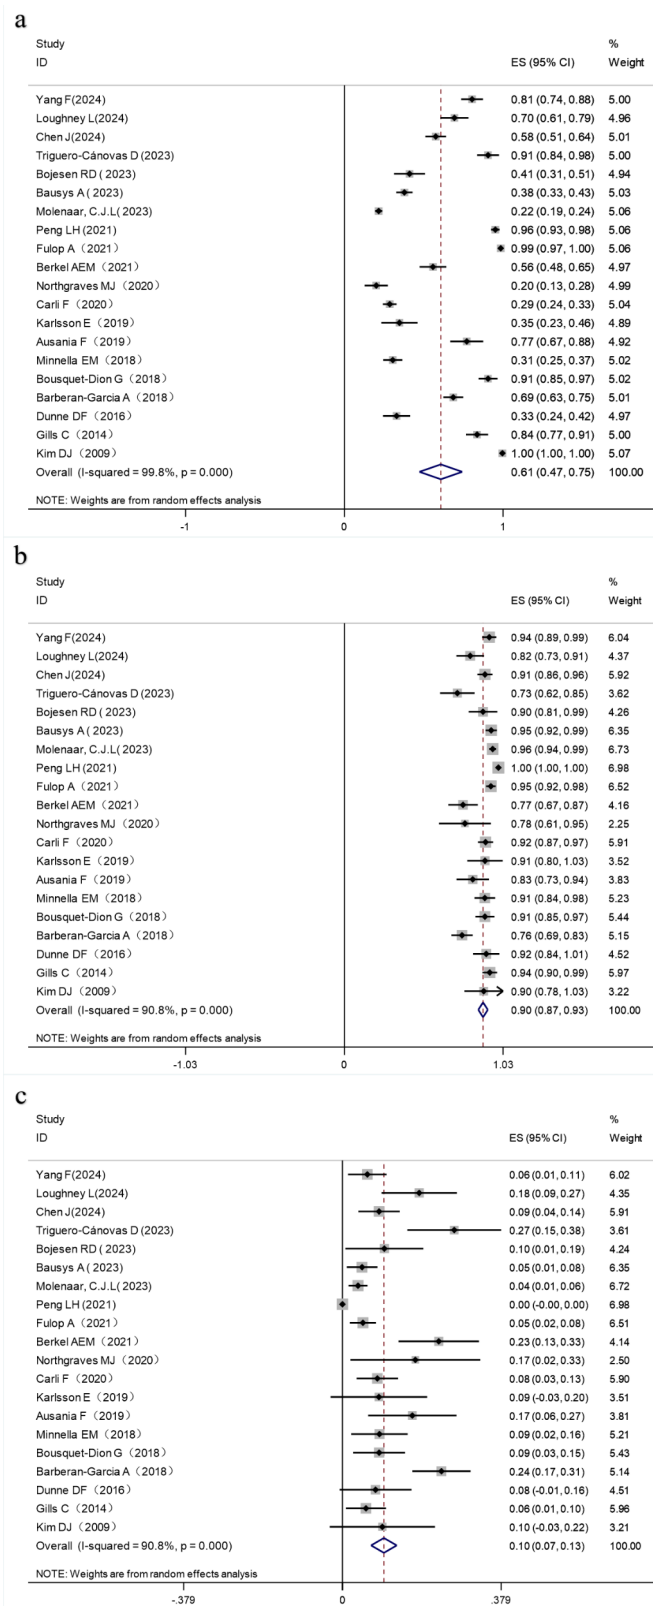 a
Study %
ID ES (95% CI) Weight
Yang F(2024) 0.81 (0.74, 0.88) 5.00
Loughney L(2024) 0.70 (0.61, 0.79) 4.96
Chen J(2024) 0.58 (0.51, 0.64) 5.01
Triguero-Cánovas D (2023) 0.91 (0.84, 0.98) 5.00
Bojesen RD ( 2023) 0.41 (0.31, 0.51) 4.94
Bausys A ( 2023) 0.38 (0.33, 0.43) 5.03
Molenaar, C.J.L( 2023) 0.22 (0.19, 0.24) 5.06
Peng LH (2021) 0.96 (0.93, 0.98) 5.06
Fulop A （2021） 0.99 (0.97, 1.00) 5.06
Berkel AEM （2021） 0.56 (0.48, 0.65) 4.97
Northgraves MJ （2020） 0.20 (0.13, 0.28) 4.99
Carli F （2020） 0.29 (0.24, 0.33) 5.04
Karlsson E （2019） 0.35 (0.23, 0.46) 4.89
Ausania F （2019） 0.77 (0.67, 0.88) 4.92
Minnella EM （2018） 0.31 (0.25, 0.37) 5.02
Bousquet-Dion G （2018） 0.91 (0.85, 0.97) 5.02
Barberan-Garcia A （2018） 0.69 (0.63, 0.75) 5.01
Dunne DF （2016） 0.33 (0.24, 0.42) 4.97
Gills C （2014） 0.84 (0.77, 0.91) 5.00
Kim DJ （2009） 1.00 (1.00, 1.00) 5.07
Overall (I-squared = 99.8%, p = 0.000) 0.61 (0.47, 0.75) 100.00
NOTE: Weights are from random effects analysis
-1 0 1
b
Study %
ID ES (95% CI) Weight
Yang F(2024) 0.94 (0.89, 0.99) 6.04
Loughney L(2024) 0.82 (0.73, 0.91) 4.37
Chen J(2024) 0.91 (0.86, 0.96) 5.92
Triguero-Cánovas D (2023) 0.73 (0.62, 0.85) 3.62
Bojesen RD ( 2023) 0.90 (0.81, 0.99) 4.26
Bausys A ( 2023) 0.95 (0.92, 0.99) 6.35
Molenaar, C.J.L( 2023) 0.96 (0.94, 0.99) 6.73
Peng LH (2021) 1.00 (1.00, 1.00) 6.98
Fulop A （2021） 0.95 (0.92, 0.98) 6.52
Berkel AEM （2021） 0.77 (0.67, 0.87) 4.16
Northgraves MJ （2020） 0.78 (0.61, 0.95) 2.25
Carli F （2020） 0.92 (0.87, 0.97) 5.91
Karlsson E （2019） 0.91 (0.80, 1.03) 3.52
Ausania F （2019） 0.83 (0.73, 0.94) 3.83
Minnella EM （2018） 0.91 (0.84, 0.98) 5.23
Bousquet-Dion G （2018） 0.91 (0.85, 0.97) 5.44
Barberan-Garcia A （2018） 0.76 (0.69, 0.83) 5.15
Dunne DF （2016） 0.92 (0.84, 1.01) 4.52
Gills C （2014） 0.94 (0.90, 0.99) 5.97
Kim DJ （2009） 0.90 (0.78, 1.03) 3.22
Overall (I-squared = 90.8%, p = 0.000) 0.90 (0.87, 0.93) 100.00
NOTE: Weights are from random effects analysis
-1.03 0 1.03
c
Study %
ID ES (95% CI) Weight
Yang F(2024) 0.06 (0.01, 0.11) 6.02
Loughney L(2024) 0.18 (0.09, 0.27) 4.35
Chen J(2024) 0.09 (0.04, 0.14) 5.91
Triguero-Cánovas D (2023) 0.27 (0.15, 0.38) 3.61
Bojesen RD ( 2023) 0.10 (0.01, 0.19) 4.24
Bausys A ( 2023) 0.05 (0.01, 0.08) 6.35
Molenaar, C.J.L( 2023) 0.04 (0.01, 0.06) 6.72
Peng LH (2021) 0.00 (-0.00, 0.00) 6.98
Fulop A （2021） 0.05 (0.02, 0.08) 6.51
Berkel AEM （2021） 0.23 (0.13, 0.33) 4.14
Northgraves MJ （2020） 0.17 (0.02, 0.33) 2.50
Carli F （2020） 0.08 (0.03, 0.13) 5.90
Karlsson E （2019） 0.09 (-0.03, 0.20) 3.51
Ausania F （2019） 0.17 (0.06, 0.27) 3.81
Minnella EM （2018） 0.09 (0.02, 0.16) 5.21
Bousquet-Dion G （2018） 0.09 (0.03, 0.15) 5.43
Barberan-Garcia A （2018） 0.24 (0.17, 0.31) 5.14
Dunne DF （2016） 0.08 (-0.01, 0.16) 4.51
Gills C （2014） 0.06 (0.01, 0.10) 5.96
Kim DJ （2009） 0.10 (-0.03, 0.22) 3.21
Overall (I-squared = 90.8%, p = 0.000) 0.10 (0.07, 0.13) 100.00
NOTE: Weights are from random effects analysis
-.379 0 .379